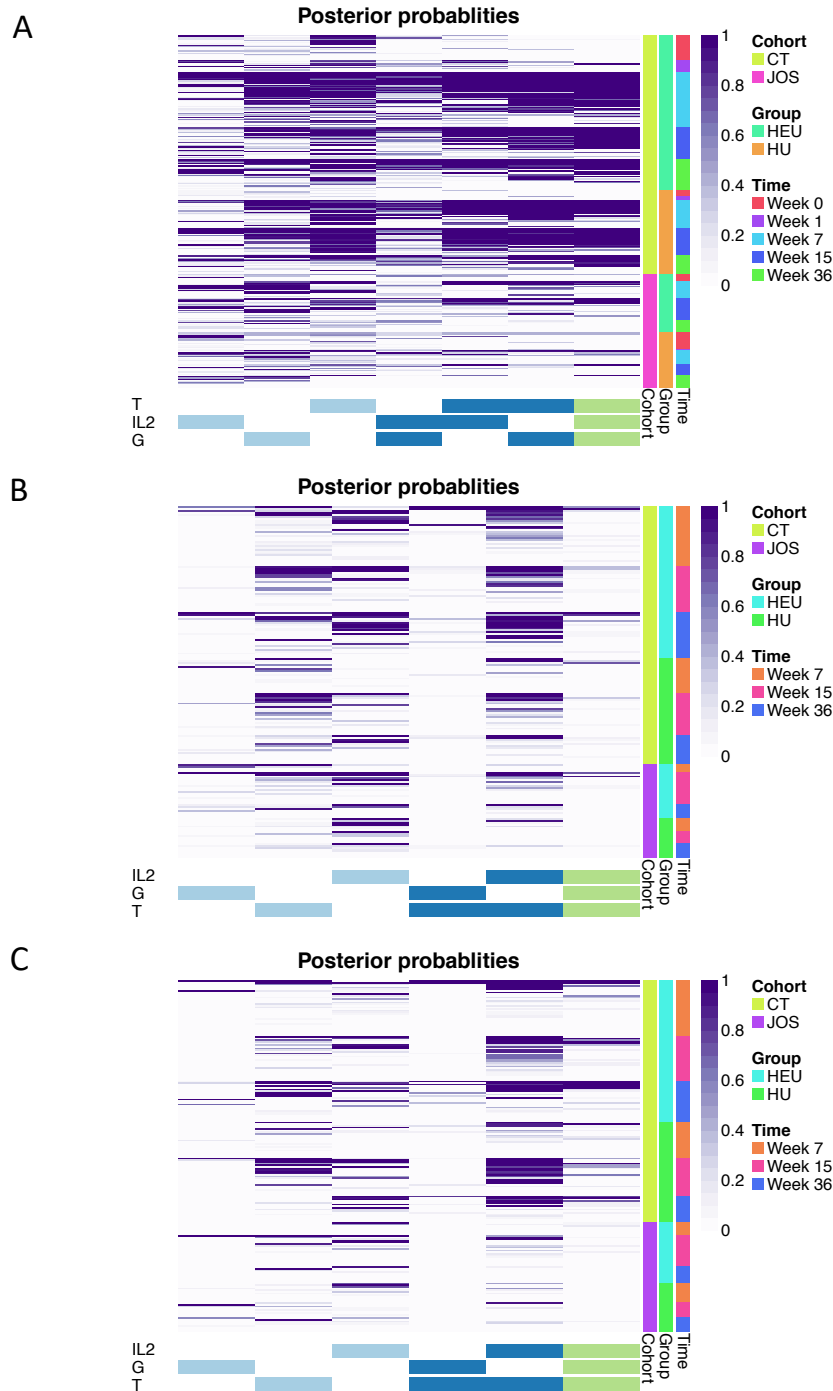 A
Posterior probablities
1
0.8
0.6
0.4
0.2
0
Cohort
CT
JOS
Group
HEU
HU
Time
Week 0
Week 1
Week 7
Week 15
Week 36
T
IL2
G
Cohort
Group
Time
B
Posterior probablities
1
0.8
0.6
0.4
0.2
0
Cohort
CT
JOS
Group
HEU
HU
Time
Week 7
Week 15
Week 36
IL2
G
T
Cohort
Group
Time
C
Posterior probablities
1
0.8
0.6
0.4
0.2
0
Cohort
CT
JOS
Group
HEU
HU
Time
Week 7
Week 15
Week 36
IL2
G
T
Cohort
Group
Time